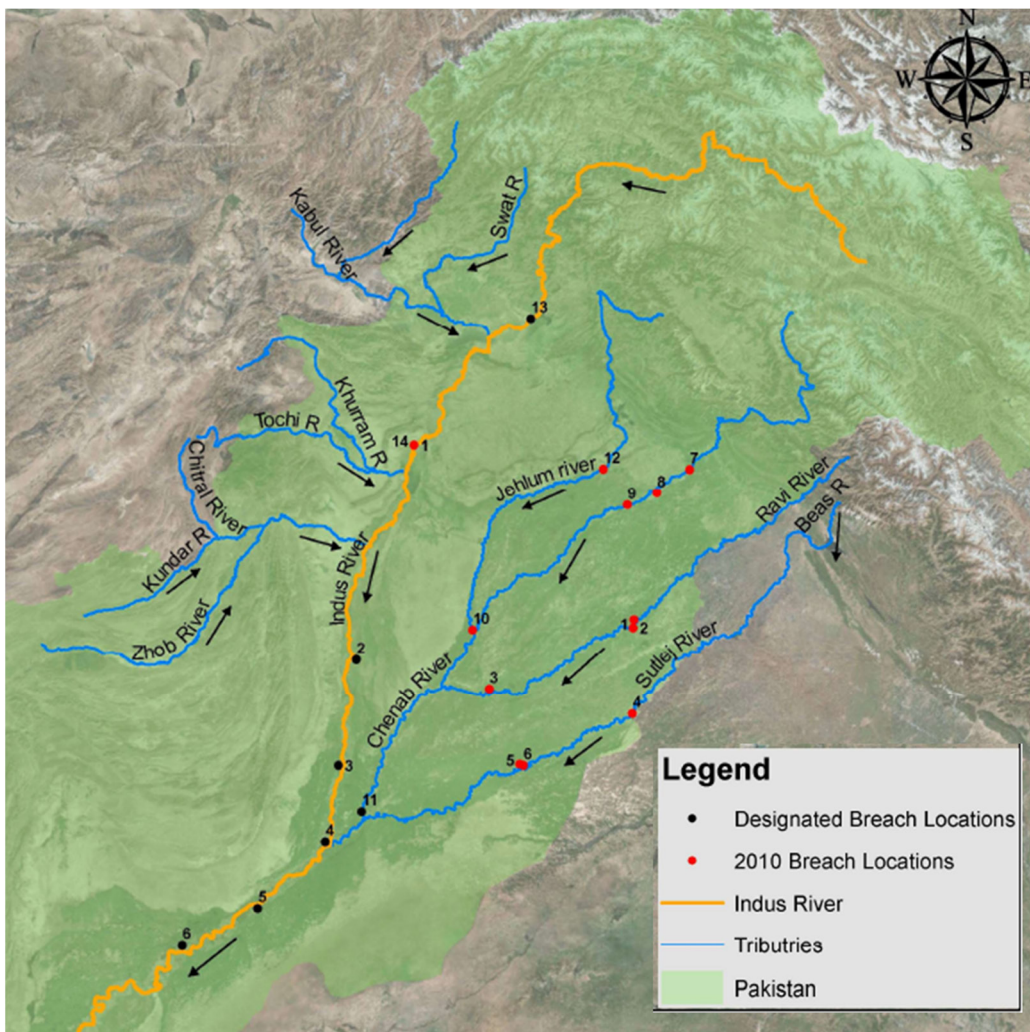 N
W
E
S
Kabul River
Swat R
13
Khurram R
Tochi R
14
1
Chitral River
Jehlum river
12
7
8
9
Ravi River
Beas R
Kundar R
Indus River
Zhob River
10
1
2
2
Sutlej River
3
Chenab River
4
3
5
6
11
4
5
6
Legend
Designated Breach Locations
2010 Breach Locations
Indus River
Tributries
Pakistan